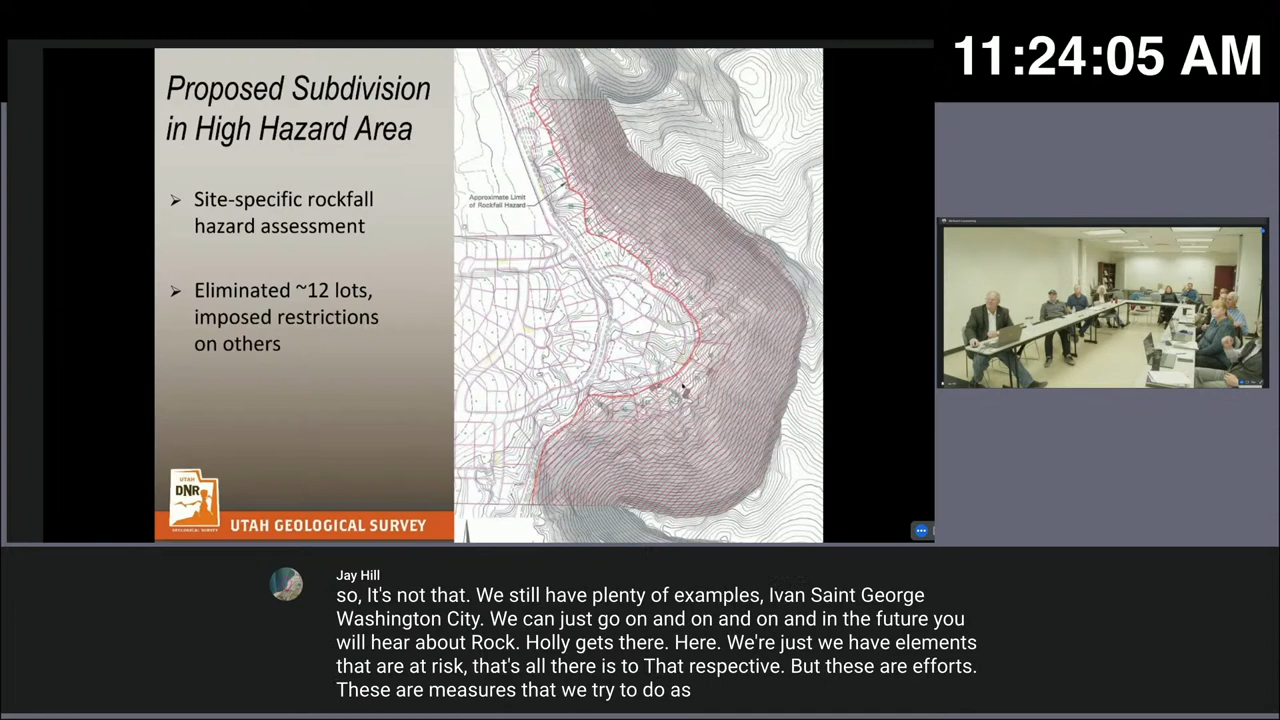 11:24:05 AM
Proposed Subdivision
in High Hazard Area
Site-specific rockfall
hazard assessment
Eliminated ~12 lots,
imposed restrictions
on others
Approximate Limit
of Rockfall Hazard
UTAH
DNR
GEOLOGICAL SURVEY
UTAH GEOLOGICAL SURVEY
Jay Hill
so, It's not that. We still have plenty of examples, Ivan Saint George
Washington City. We can just go on and on and on and in the future you
will hear about Rock. Holly gets there. Here. We're just we have elements
that are at risk, that's all there is to That respective. But these are efforts.
These are measures that we try to do as